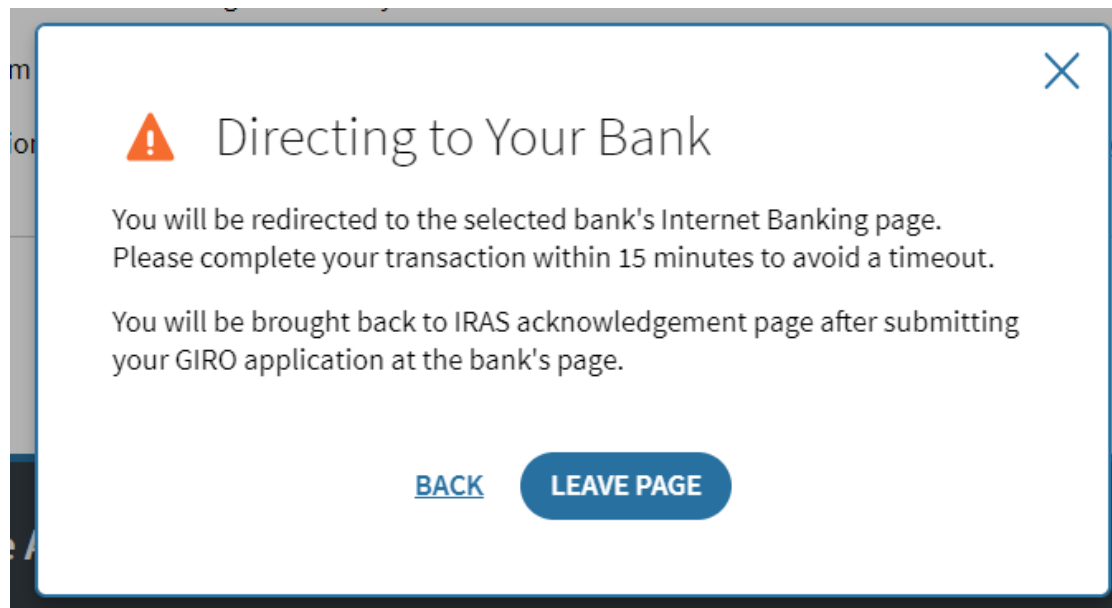 Directing to Your Bank
You will be redirected to the selected bank's Internet Banking page.
Please complete your transaction within 15 minutes to avoid a timeout.
You will be brought back to IRAS acknowledgement page after submitting
your GIRO application at the bank's page.
BACK LEAVE PAGE